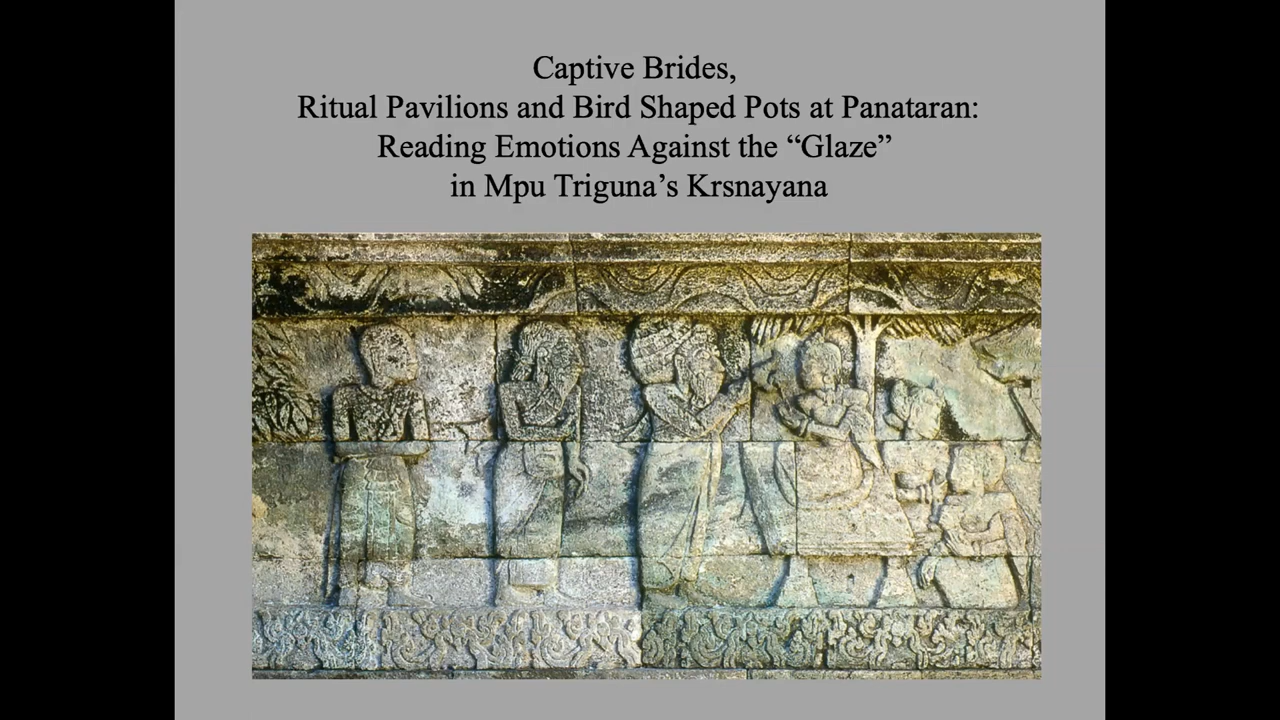 Captive Brides,
Ritual Pavilions and Bird Shaped Pots at Panataran:
Reading Emotions Against the “Glaze”
in Mpu Triguna’s Krsnayana